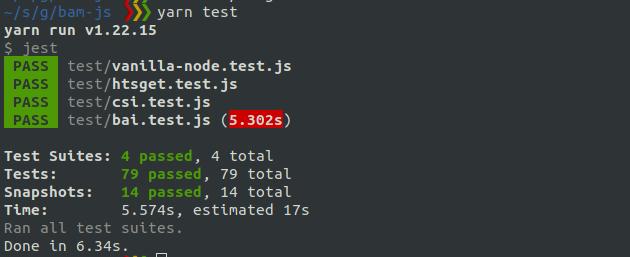 ~/s/g/bam-js ❯❯❯ yarn test
yarn run v1.22.15
$ jest
PASS test/vanilla-node.test.js
PASS test/htsget.test.js
PASS test/csi.test.js
PASS test/bai.test.js (5.302s)
Test Suites: 4 passed, 4 total
Tests: 79 passed, 79 total
Snapshots: 14 passed, 14 total
Time: 5.574s, estimated 17s
Ran all test suites.
Done in 6.34s.